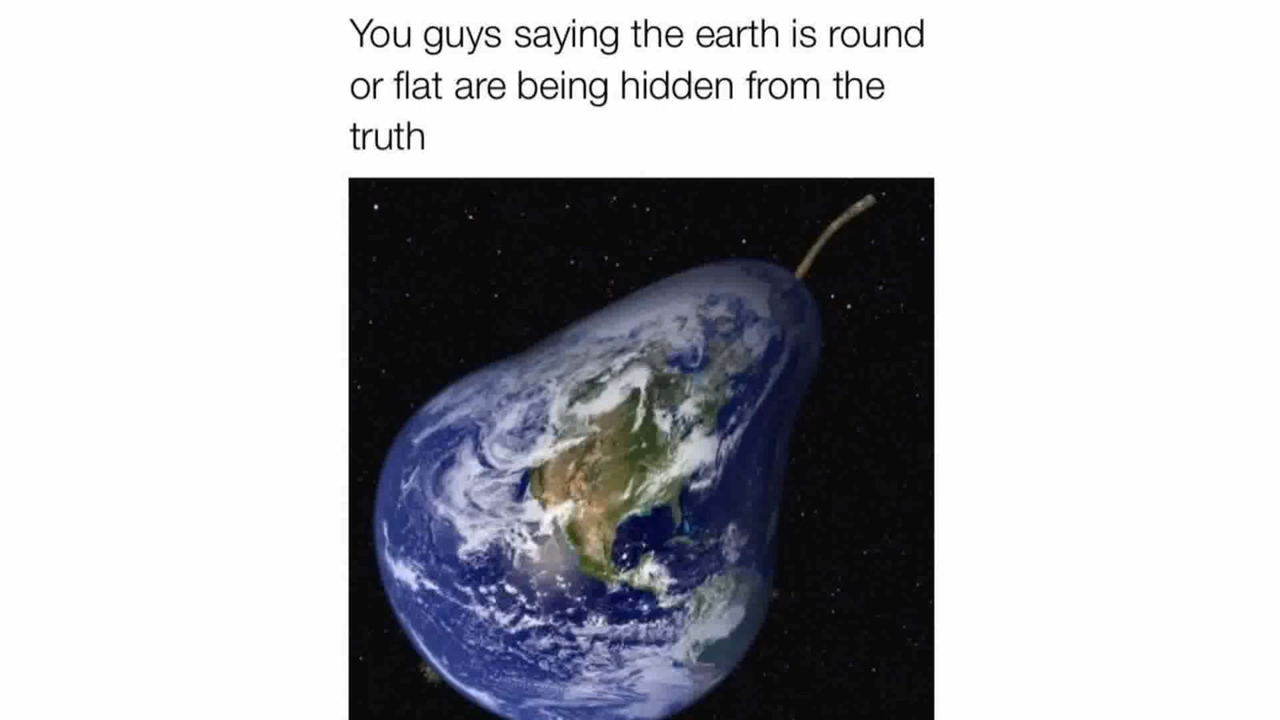 You guys saying the earth is round
or flat are being hidden from the
truth